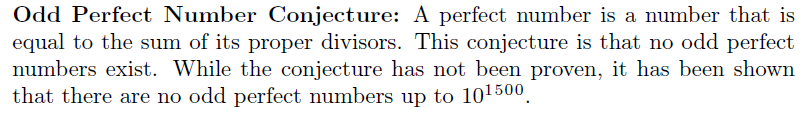 Odd Perfect Number Conjecture: A perfect number is a number that is
equal to the sum of its proper divisors. This conjecture is that no odd perfect
numbers exist. While the conjecture has not been proven, it has been shown
that there are no odd perfect numbers up to 10^1500.